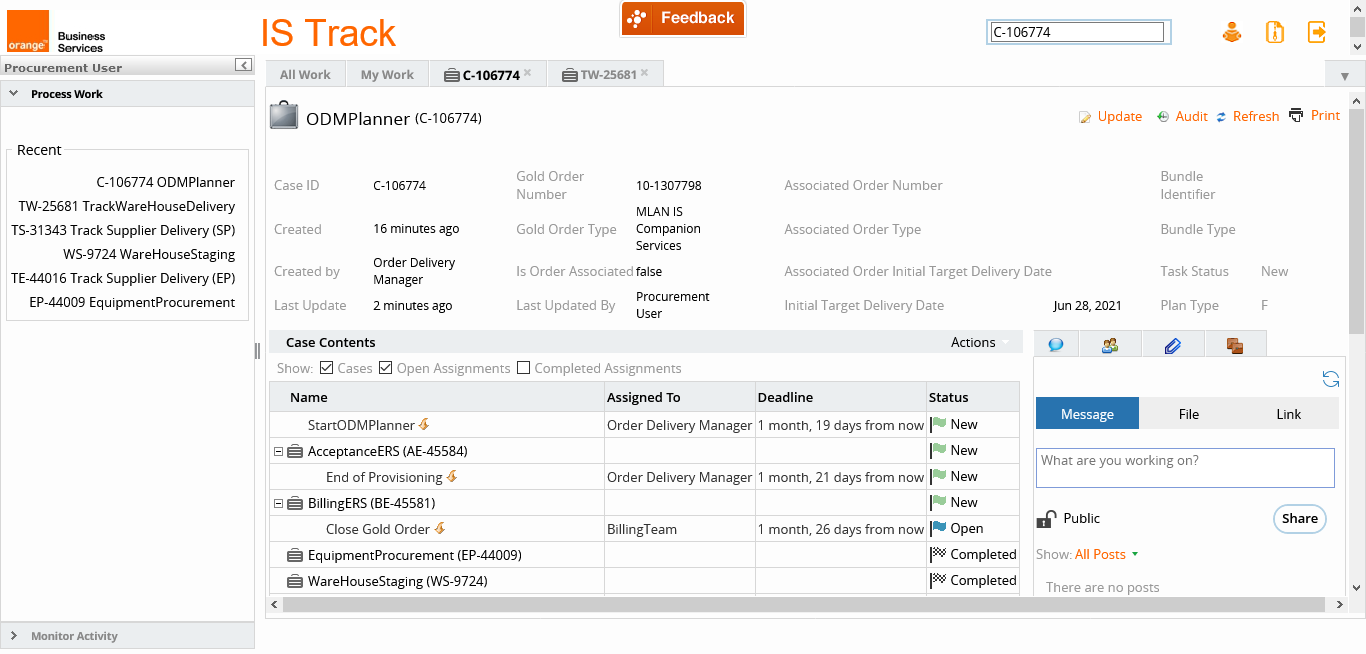 orange™
Business
Services
IS Track
Feedback
C-106774
Procurement User
Process Work
Recent
C-106774 ODMPlanner
TW-25681 TrackWareHouseDelivery
TS-31343 Track Supplier Delivery (SP)
WS-9724 WareHouseStaging
TE-44016 Track Supplier Delivery (EP)
EP-44009 EquipmentProcurement
Monitor Activity
All Work My Work C-106774 × TW-25681 ×
ODMPlanner (C-106774)
Update Audit Refresh Print
Case ID C-106774 Gold Order Number 10-1307798 Associated Order Number Bundle Identifier
Created 16 minutes ago Gold Order Type MLAN IS Companion Services Associated Order Type Bundle Type
Created by Order Delivery Manager Is Order Associated false Associated Order Initial Target Delivery Date Task Status New
Last Update 2 minutes ago Last Updated By Procurement User Initial Target Delivery Date Jun 28, 2021 Plan Type F
Case Contents Actions
Show: Cases Open Assignments Completed Assignments
Name Assigned To Deadline Status
StartODMPlanner Order Delivery Manager 1 month, 19 days from now New
AcceptanceERS (AE-45584) New
End of Provisioning Order Delivery Manager 1 month, 21 days from now New
BillingERS (BE-45581) New
Close Gold Order BillingTeam 1 month, 26 days from now Open
EquipmentProcurement (EP-44009) Completed
WareHouseStaging (WS-9724) Completed
Message File Link
What are you working on?
Public Share
Show: All Posts
There are no posts